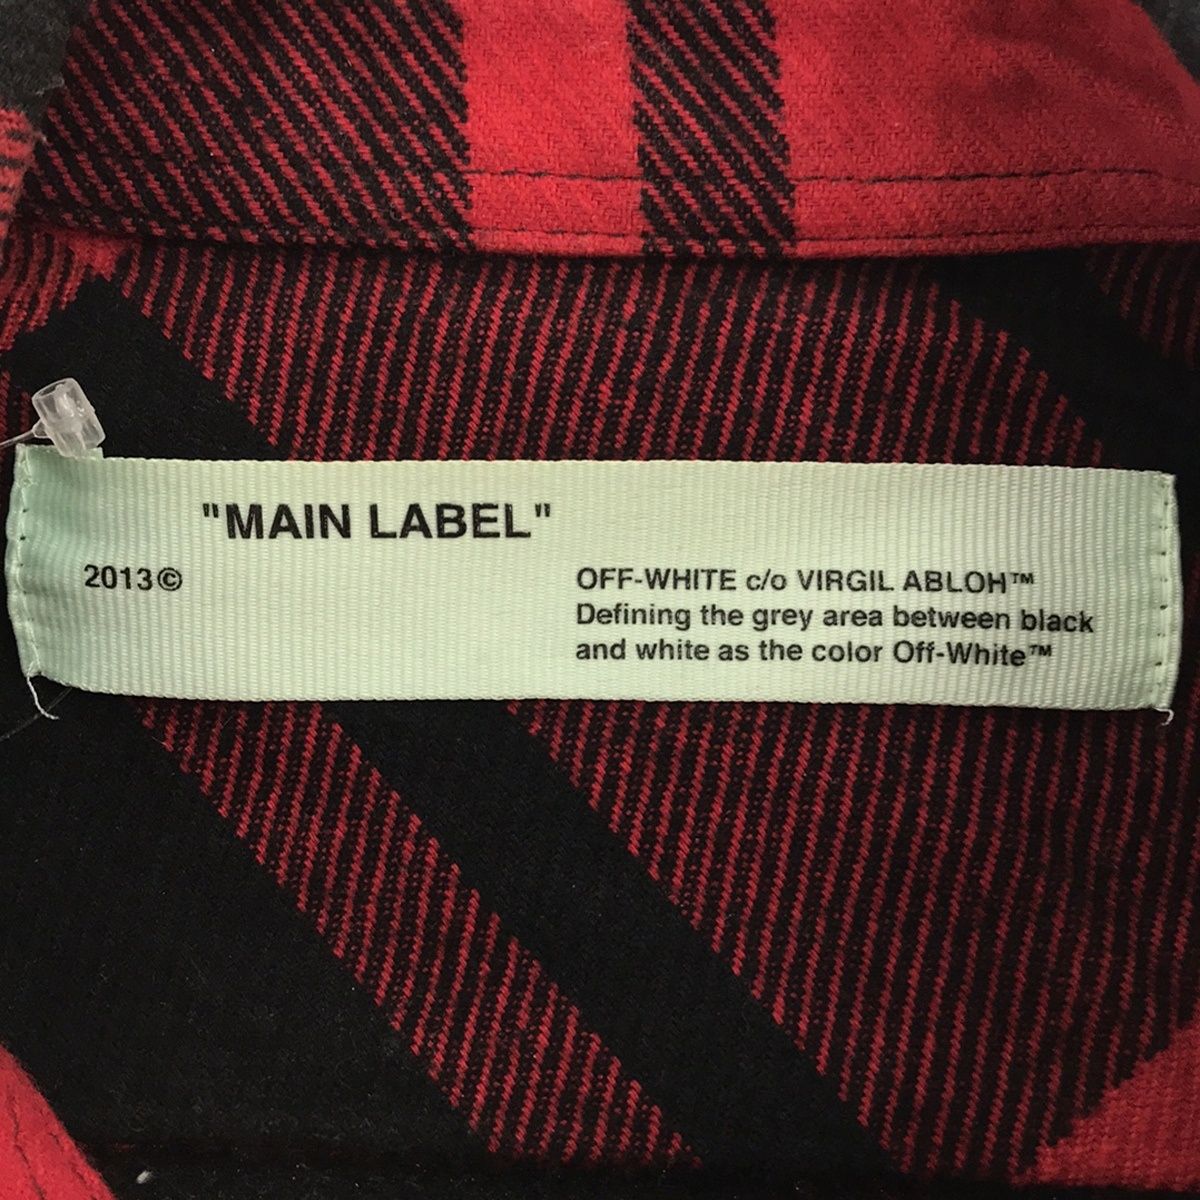 "MAIN LABEL"
2013©
OFF-WHITE c/o VIRGIL ABLOH™
Defining the grey area between black
and white as the color Off-White™